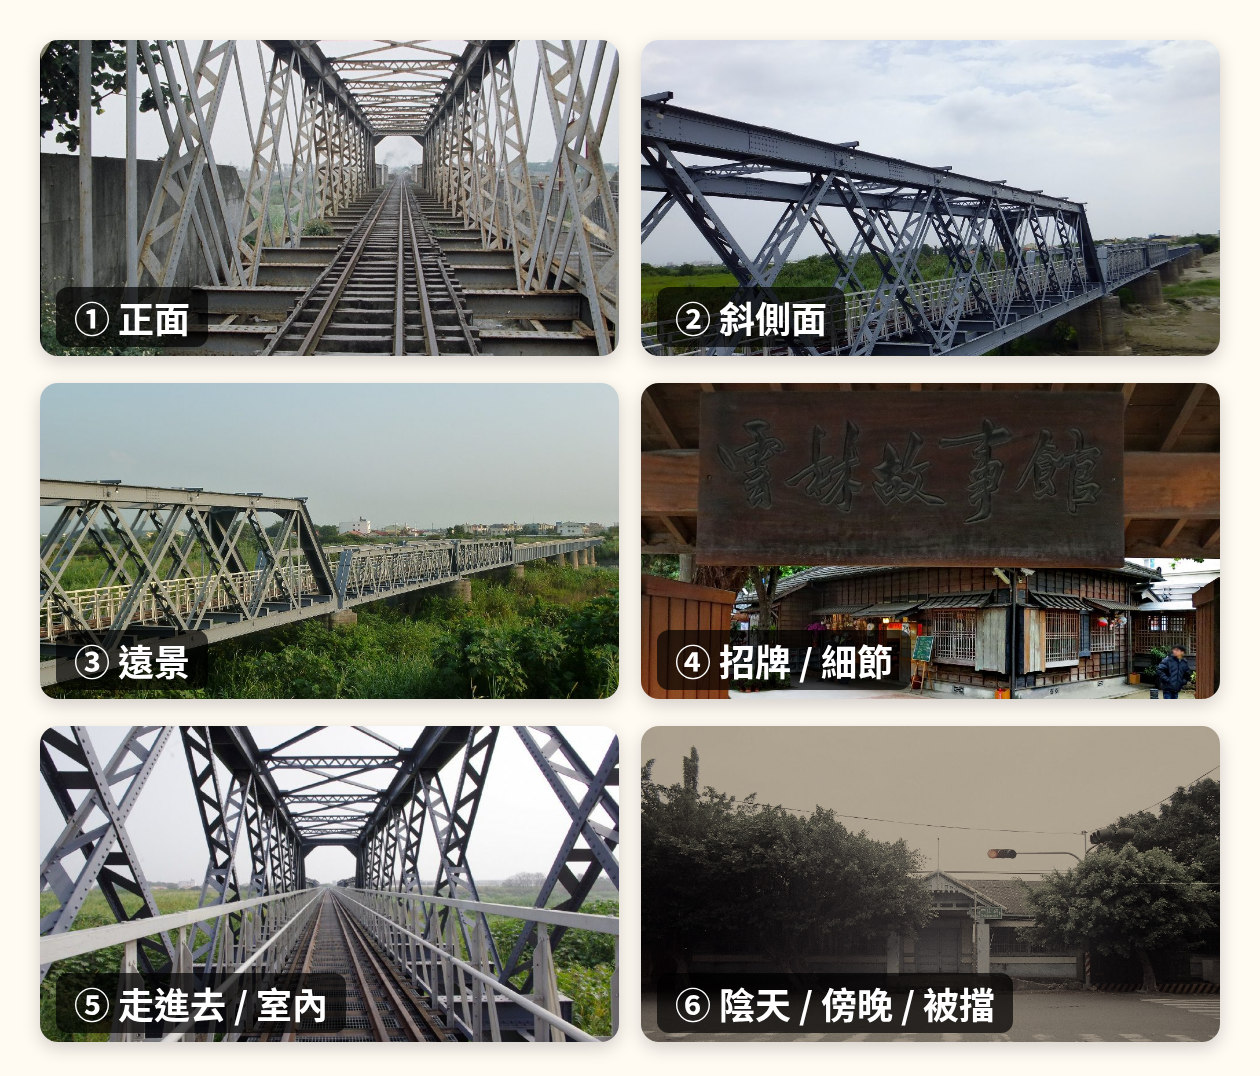 ① 正面
② 斜側面
③ 遠景
雲林故事館
④ 招牌 / 細節
⑤ 走進去 / 室內
⑥ 陰天 / 傍晚 / 被擋